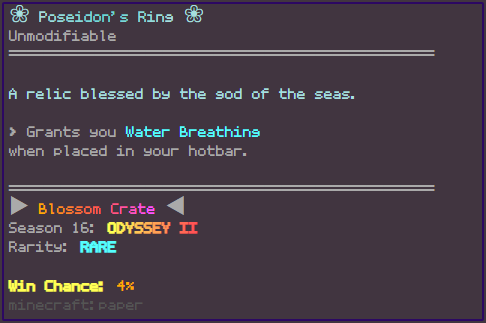 ❀ Poseidon's Ring ❀
Unmodifiable
A relic blessed by the god of the seas.
> Grants you Water Breathing
when placed in your hotbar.
▶ Blossom Crate ◀
Season 16: ODYSSEY II
Rarity: RARE
Win Chance: 4%
minecraft:paper